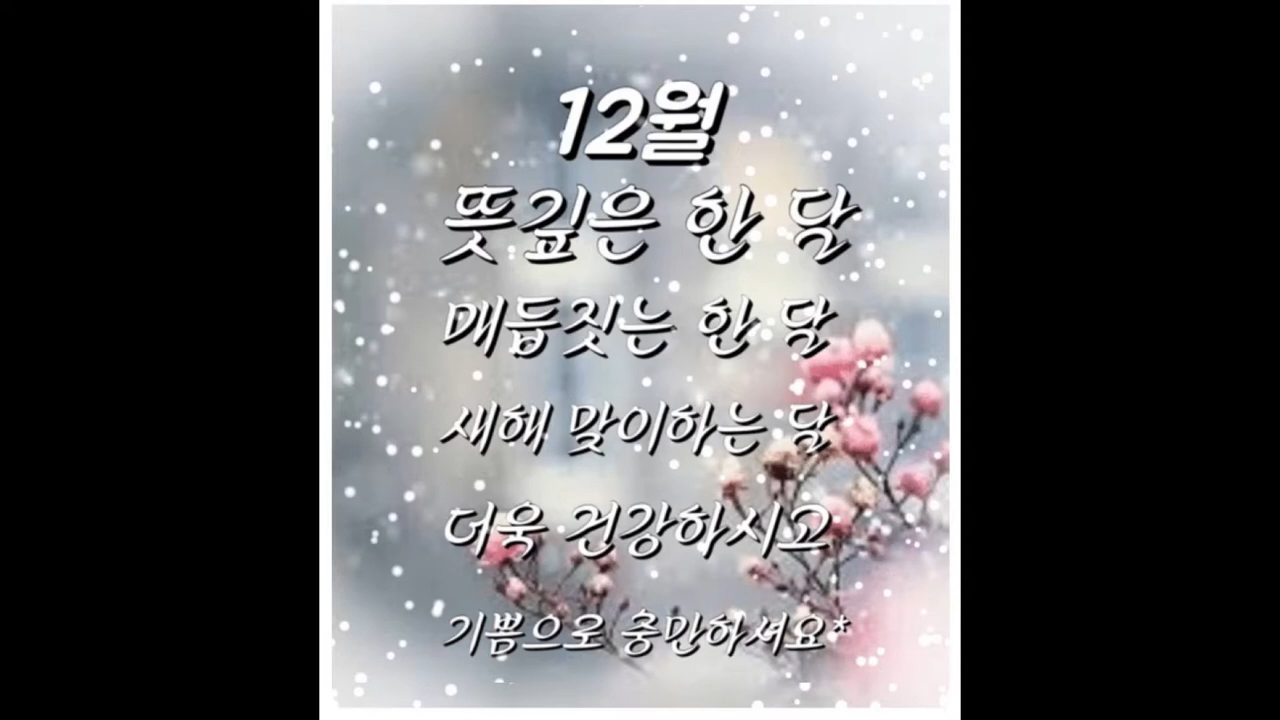 12월
뜻깊은 한 달
매듭짓는 한 달
새해 맞이하는 달
더욱 건강하시고
기쁨으로 충만하셔요*